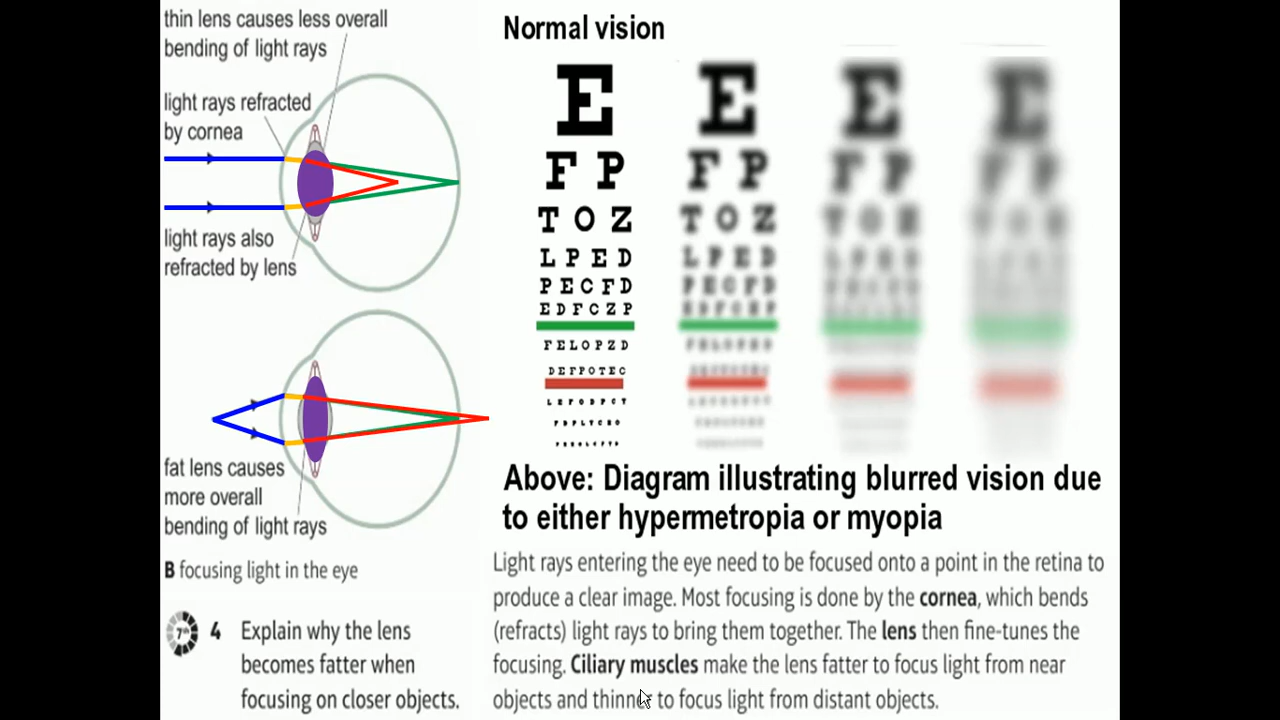 thin lens causes less overall
bending of light rays
light rays refracted
by cornea
light rays also
refracted by lens
fat lens causes
more overall
bending of light rays
B focusing light in the eye
7th 4 Explain why the lens
becomes fatter when
focusing on closer objects.
Normal vision
E E E E
F P F P F P F P
T O Z T O Z T O Z T O Z
L P E D L P E D L P E D
P E C F D P E C F D
E D F C Z P
F E L O P Z D
D E F P O T E C
Above: Diagram illustrating blurred vision due
to either hypermetropia or myopia
Light rays entering the eye need to be focused onto a point in the retina to
produce a clear image. Most focusing is done by the cornea, which bends
(refracts) light rays to bring them together. The lens then fine-tunes the
focusing. Ciliary muscles make the lens fatter to focus light from near
objects and thinner to focus light from distant objects.